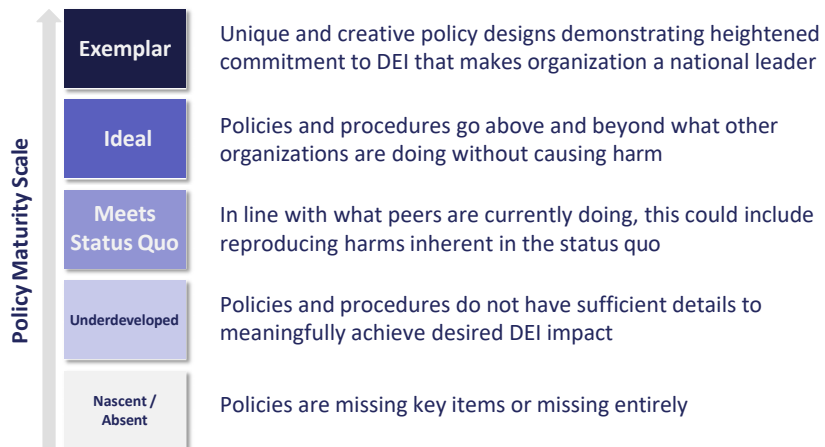 Policy Maturity Scale
Exemplar
Unique and creative policy designs demonstrating heightened
commitment to DEI that makes organization a national leader
Ideal
Policies and procedures go above and beyond what other
organizations are doing without causing harm
Meets
Status Quo
In line with what peers are currently doing, this could include
reproducing harms inherent in the status quo
Underdeveloped
Policies and procedures do not have sufficient details to
meaningfully achieve desired DEI impact
Nascent /
Absent
Policies are missing key items or missing entirely